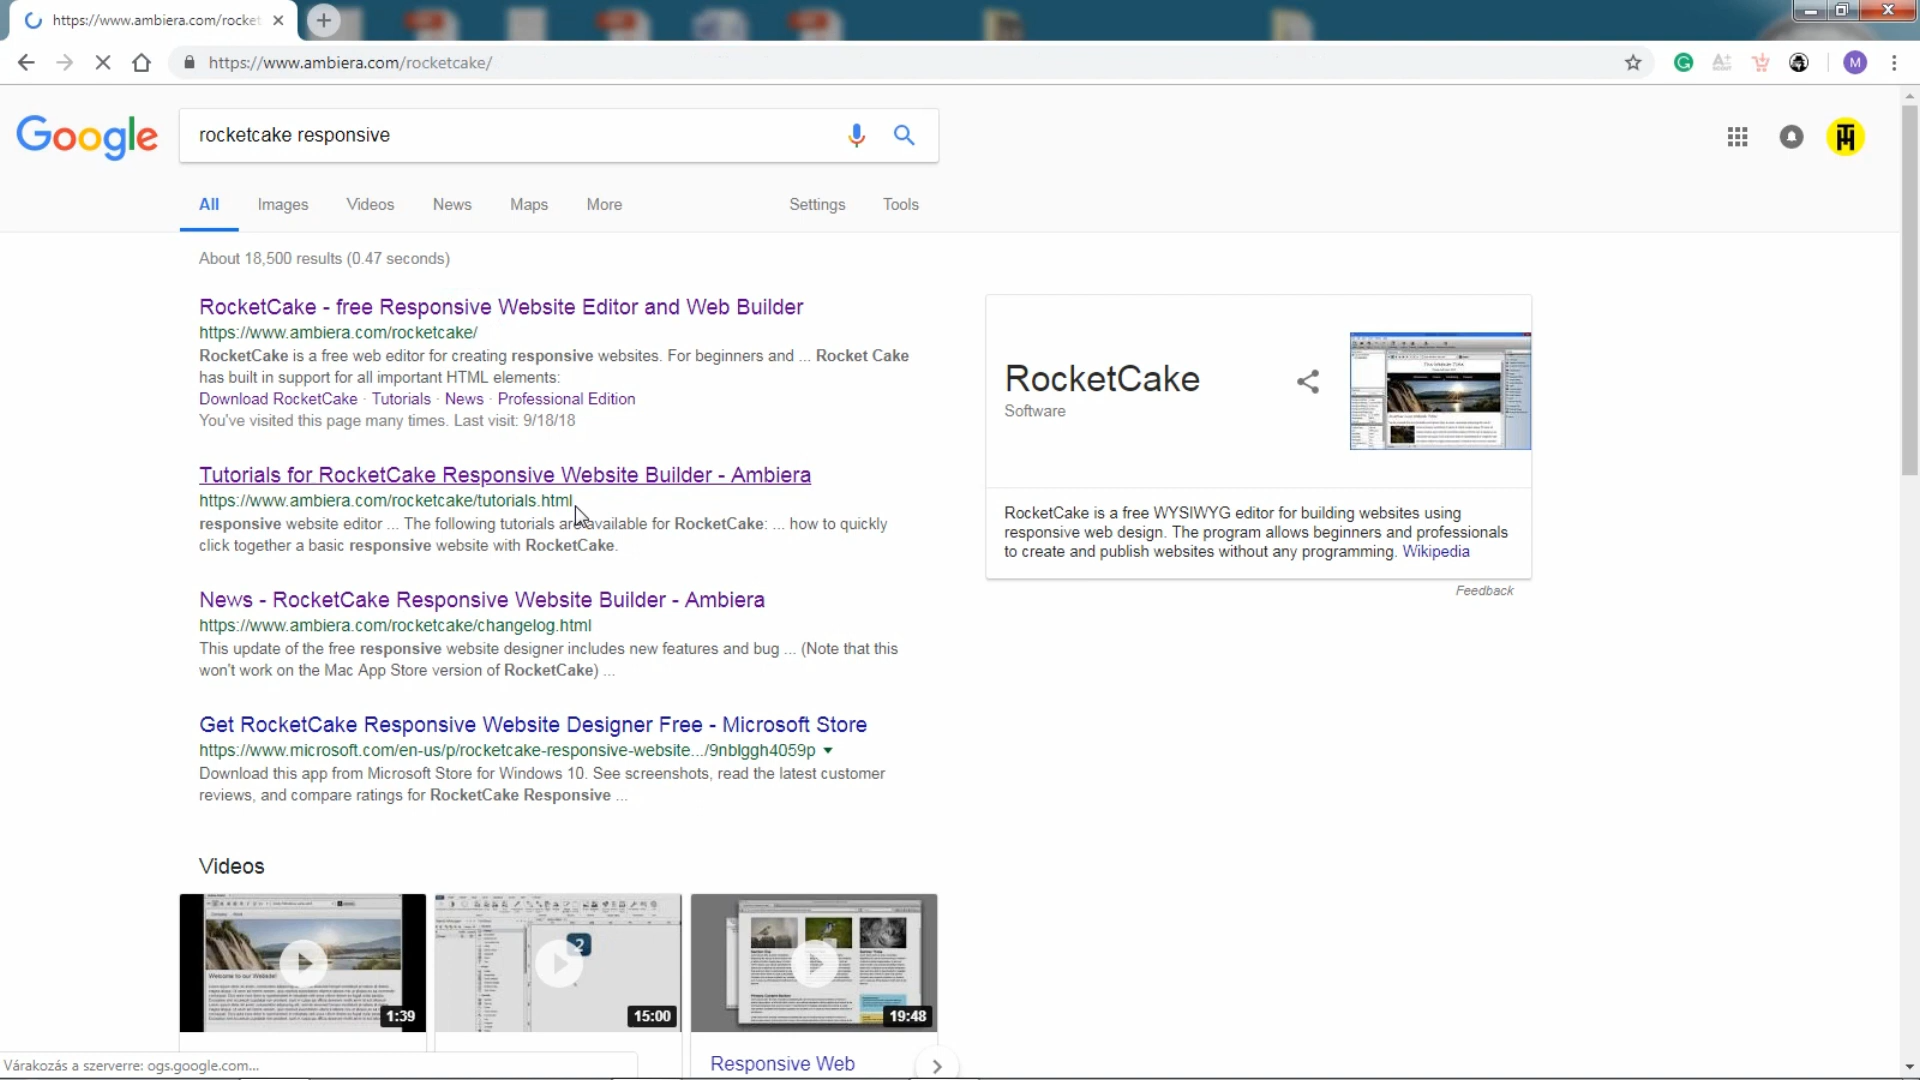 https://www.ambiera.com/rocket
https://www.ambiera.com/rocketcake/
M
Google
rocketcake responsive
All Images Videos News Maps More Settings Tools
About 18,500 results (0.47 seconds)
RocketCake - free Responsive Website Editor and Web Builder
https://www.ambiera.com/rocketcake/
RocketCake is a free web editor for creating responsive websites. For beginners and ... Rocket Cake
has built in support for all important HTML elements:
Download RocketCake · Tutorials · News · Professional Edition
You've visited this page many times. Last visit: 9/18/18
Tutorials for RocketCake Responsive Website Builder - Ambiera
https://www.ambiera.com/rocketcake/tutorials.html
responsive website editor ... The following tutorials are available for RocketCake: ... how to quickly
click together a basic responsive website with RocketCake.
News - RocketCake Responsive Website Builder - Ambiera
https://www.ambiera.com/rocketcake/changelog.html
This update of the free responsive website designer includes new features and bug ... (Note that this
won't work on the Mac App Store version of RocketCake) ...
Get RocketCake Responsive Website Designer Free - Microsoft Store
https://www.microsoft.com/en-us/p/rocketcake-responsive-website.../9nblggh4059p
Download this app from Microsoft Store for Windows 10. See screenshots, read the latest customer
reviews, and compare ratings for RocketCake Responsive ...
RocketCake
Software
RocketCake is a free WYSIWYG editor for building websites using
responsive web design. The program allows beginners and professionals
to create and publish websites without any programming. Wikipedia
Feedback
Videos
Welcome to our Website!
1:39
2
15:00
19:48
Responsive Web
Várakozás a szerverre: ogs.google.com...